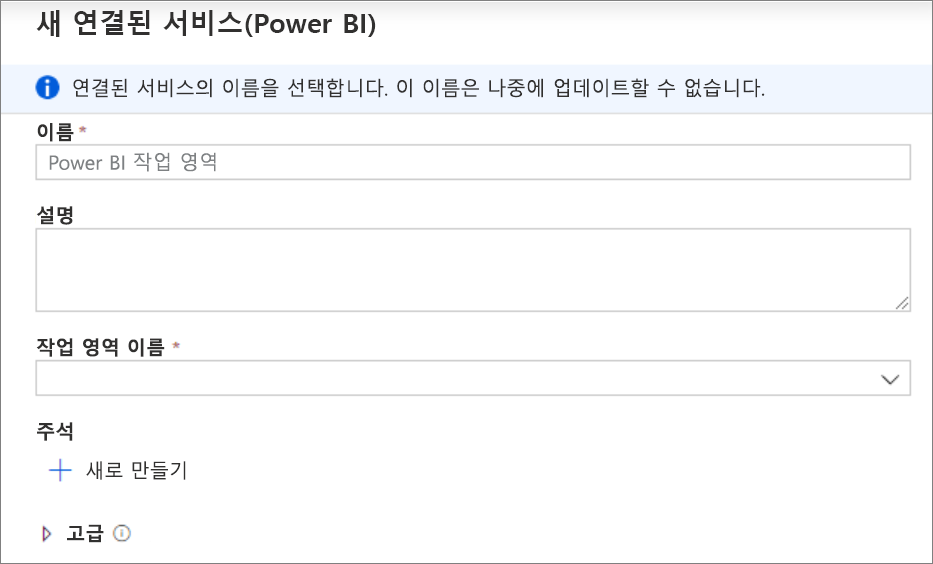 새 연결된 서비스(Power BI)
연결된 서비스의 이름을 선택합니다. 이 이름은 나중에 업데이트할 수 없습니다.
이름 *
Power BI 작업 영역
설명
작업 영역 이름 *
주석
새로 만들기
고급